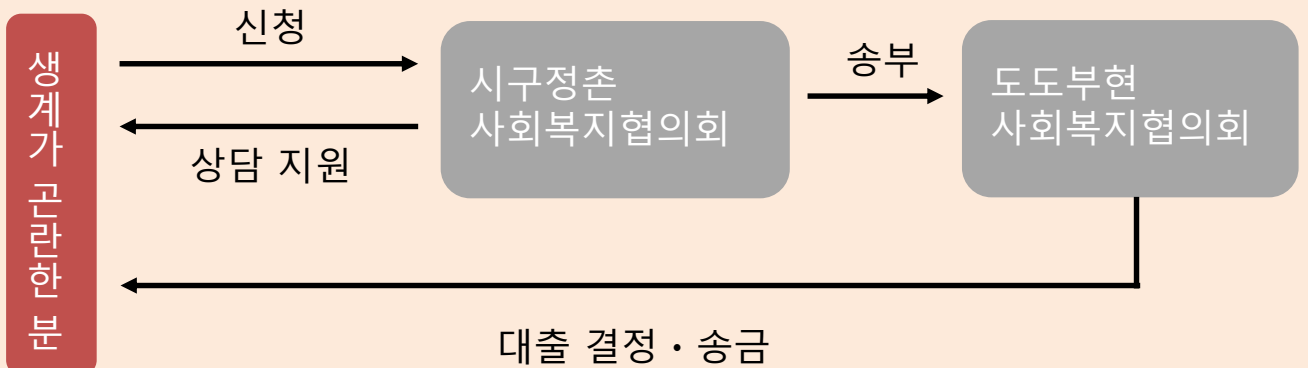 생계가 곤란한 분
신청
상담 지원
시구정촌
사회복지협의회
송부
도도부현
사회복지협의회
대출 결정・송금